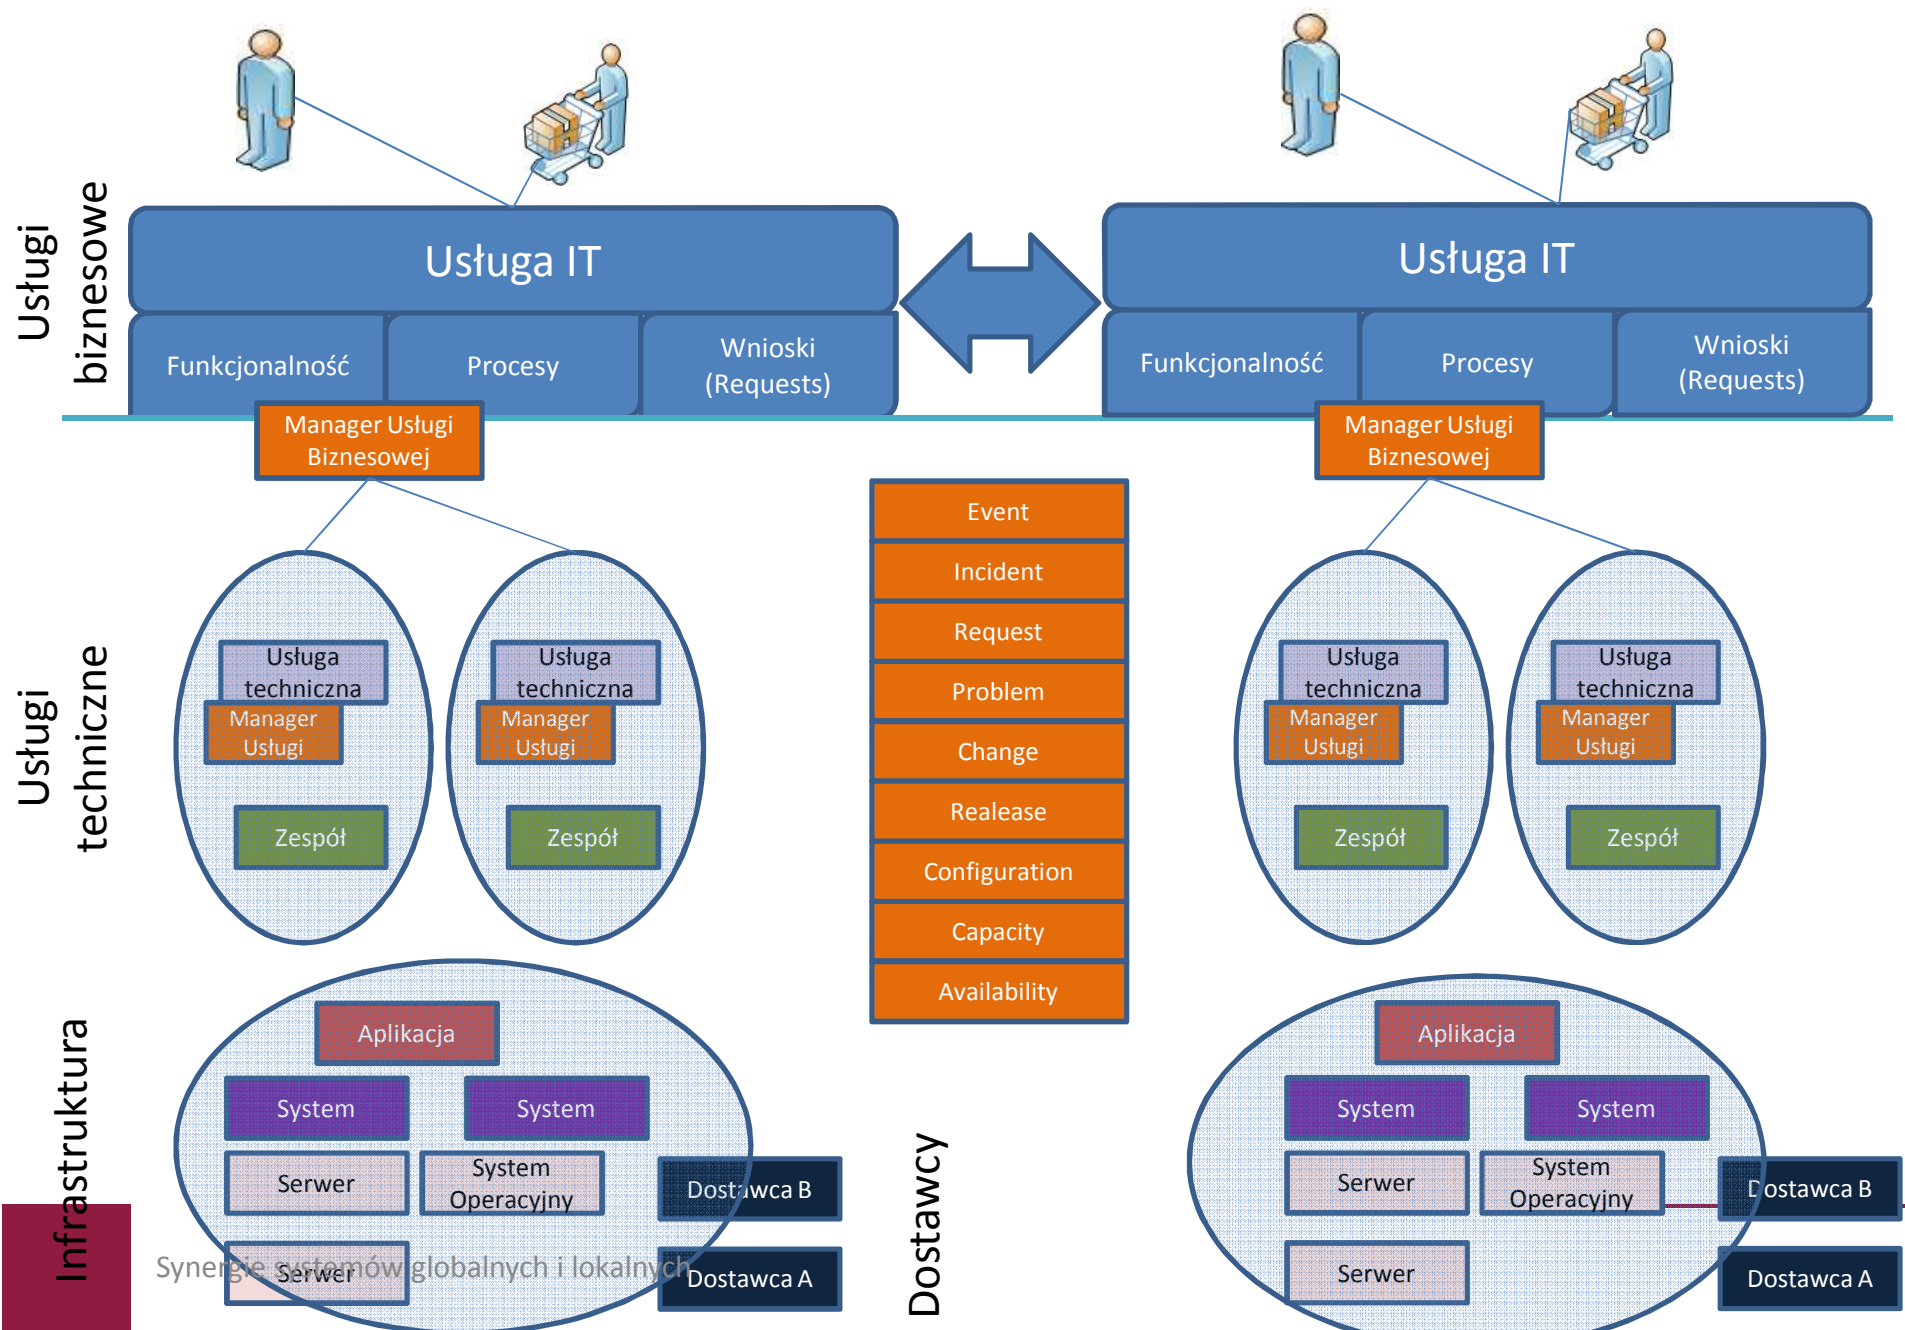 Usługi
biznesowe
Usługa IT
Funkcjonalność
Procesy
Wnioski
(Requests)
Manager Usługi
Biznesowej
Usługa IT
Funkcjonalność
Procesy
Wnioski
(Requests)
Manager Usługi
Biznesowej
Usługi
techniczne
Usługa
techniczna
Manager
Usługi
Zespół
Usługa
techniczna
Manager
Usługi
Zespół
Event
Incident
Request
Problem
Change
Realease
Configuration
Capacity
Availability
Usługa
techniczna
Manager
Usługi
Zespół
Usługa
techniczna
Manager
Usługi
Zespół
Infrastruktura
Aplikacja
System
System
Serwer
System
Operacyjny
Serwer
Dostawca B
Dostawca A
Synergie systemów globalnych i lokalnych
Dostawcy
Aplikacja
System
System
Serwer
System
Operacyjny
Serwer
Dostawca B
Dostawca A